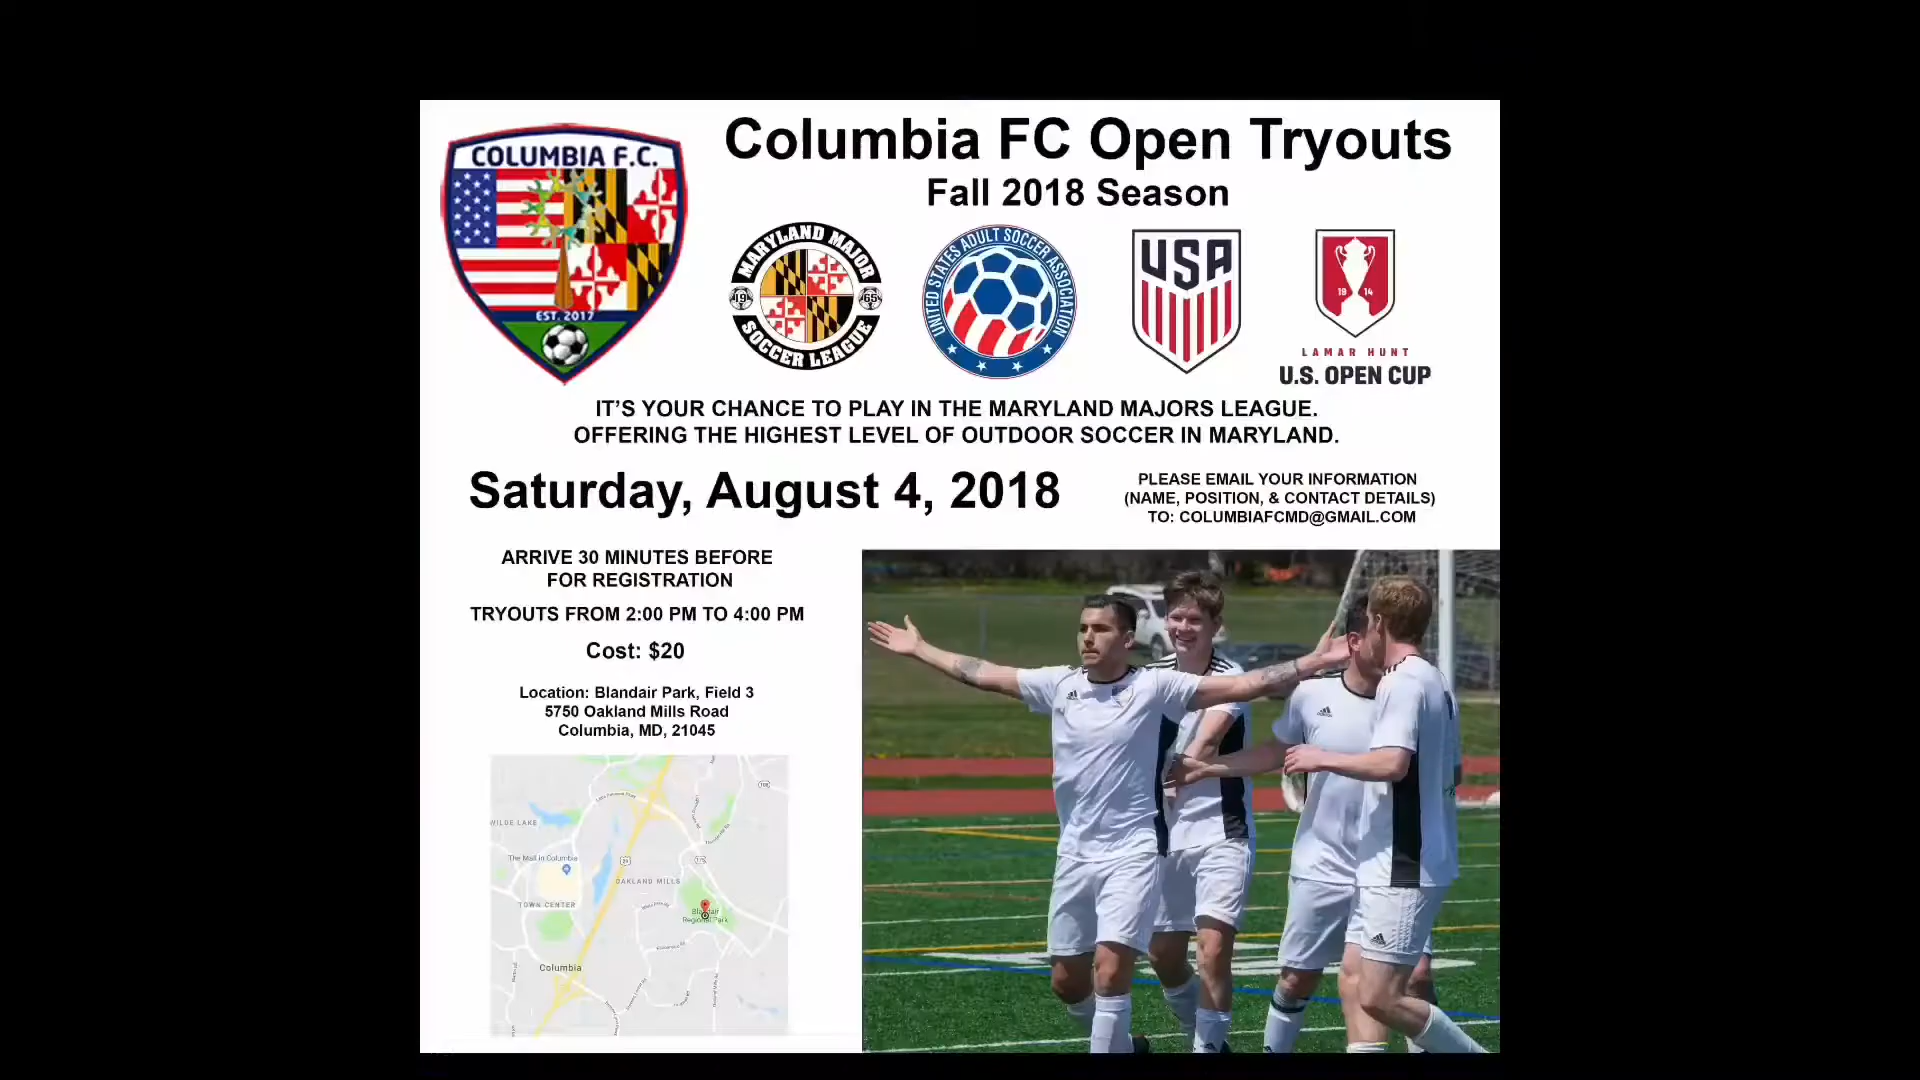 COLUMBIA F.C.
EST. 2017
Columbia FC Open Tryouts
Fall 2018 Season
MARYLAND MAJOR
19 65
SOCCER LEAGUE
UNITED STATES ADULT SOCCER ASSOCIATION
USA
19 14
LAMAR HUNT
U.S. OPEN CUP
IT'S YOUR CHANCE TO PLAY IN THE MARYLAND MAJORS LEAGUE.
OFFERING THE HIGHEST LEVEL OF OUTDOOR SOCCER IN MARYLAND.
Saturday, August 4, 2018
PLEASE EMAIL YOUR INFORMATION
(NAME, POSITION, & CONTACT DETAILS)
TO: COLUMBIAFCMD@GMAIL.COM
ARRIVE 30 MINUTES BEFORE
FOR REGISTRATION
TRYOUTS FROM 2:00 PM TO 4:00 PM
Cost: $20
Location: Blandair Park, Field 3
5750 Oakland Mills Road
Columbia, MD, 21045
WILDE LAKE
The Mall in Columbia
OAKLAND MILLS
TOWN CENTER
Blandair
Regional Park
Columbia